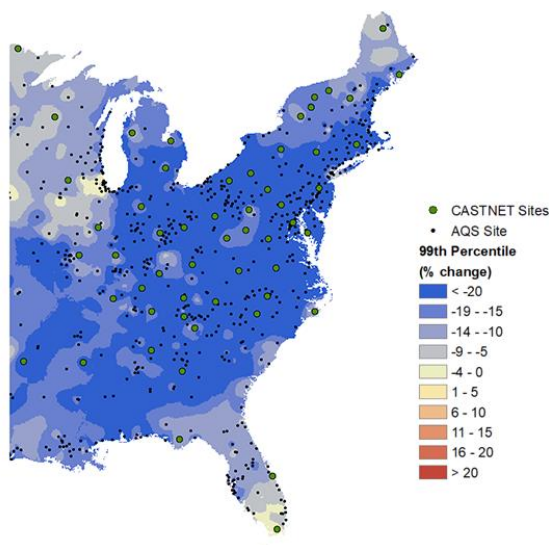 CASTNET Sites
AQS Site
99th Percentile
(% change)
< -20
-19 - -15
-14 - -10
-9 - -5
-4 - 0
1 - 5
6 - 10
11 - 15
16 - 20
> 20